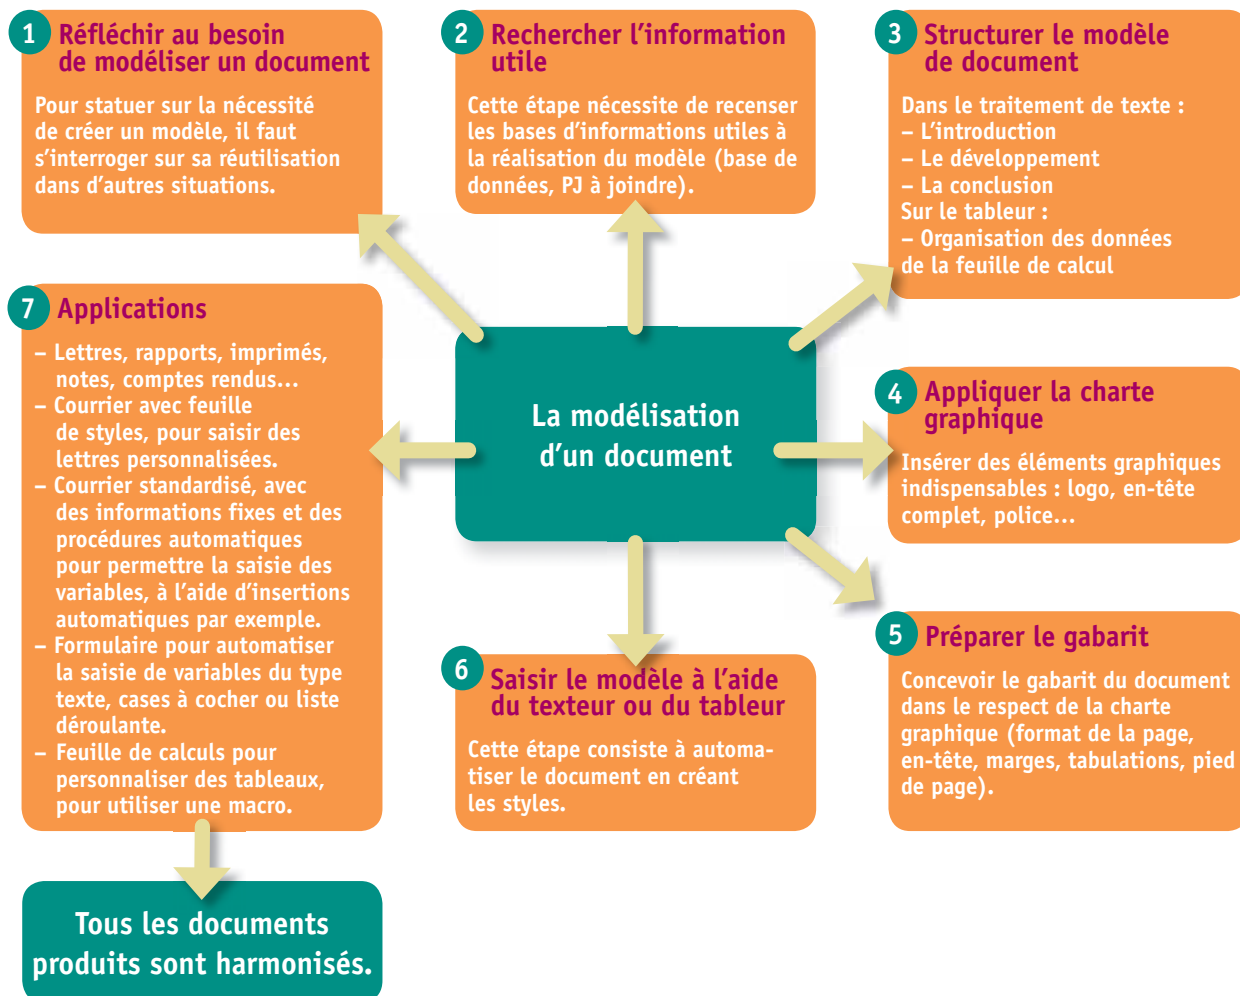 1 Réfléchir au besoin
de modéliser un document
Pour statuer sur la nécessité
de créer un modèle, il faut
s'interroger sur sa réutilisation
dans d'autres situations.
2 Rechercher l'information
utile
Cette étape nécessite de recenser
les bases d'informations utiles à
la réalisation du modèle (base de
données, PJ à joindre).
3 Structurer le modèle
de document
Dans le traitement de texte :
– L'introduction
– Le développement
– La conclusion
Sur le tableur :
– Organisation des données
de la feuille de calcul
La modélisation
d'un document
4 Appliquer la charte
graphique
Insérer des éléments graphiques
indispensables : logo, en-tête
complet, police…
5 Préparer le gabarit
Concevoir le gabarit du document
dans le respect de la charte
graphique (format de la page,
en-tête, marges, tabulations, pied
de page).
6 Saisir le modèle à l'aide
du texteur ou du tableur
Cette étape consiste à automa-
tiser le document en créant
les styles.
7 Applications
– Lettres, rapports, imprimés,
notes, comptes rendus…
– Courrier avec feuille
de styles, pour saisir des
lettres personnalisées.
– Courrier standardisé, avec
des informations fixes et des
procédures automatiques
pour permettre la saisie des
variables, à l'aide d'insertions
automatiques par exemple.
– Formulaire pour automatiser
la saisie de variables du type
texte, cases à cocher ou liste
déroulante.
– Feuille de calculs pour
personnaliser des tableaux,
pour utiliser une macro.
Tous les documents
produits sont harmonisés.